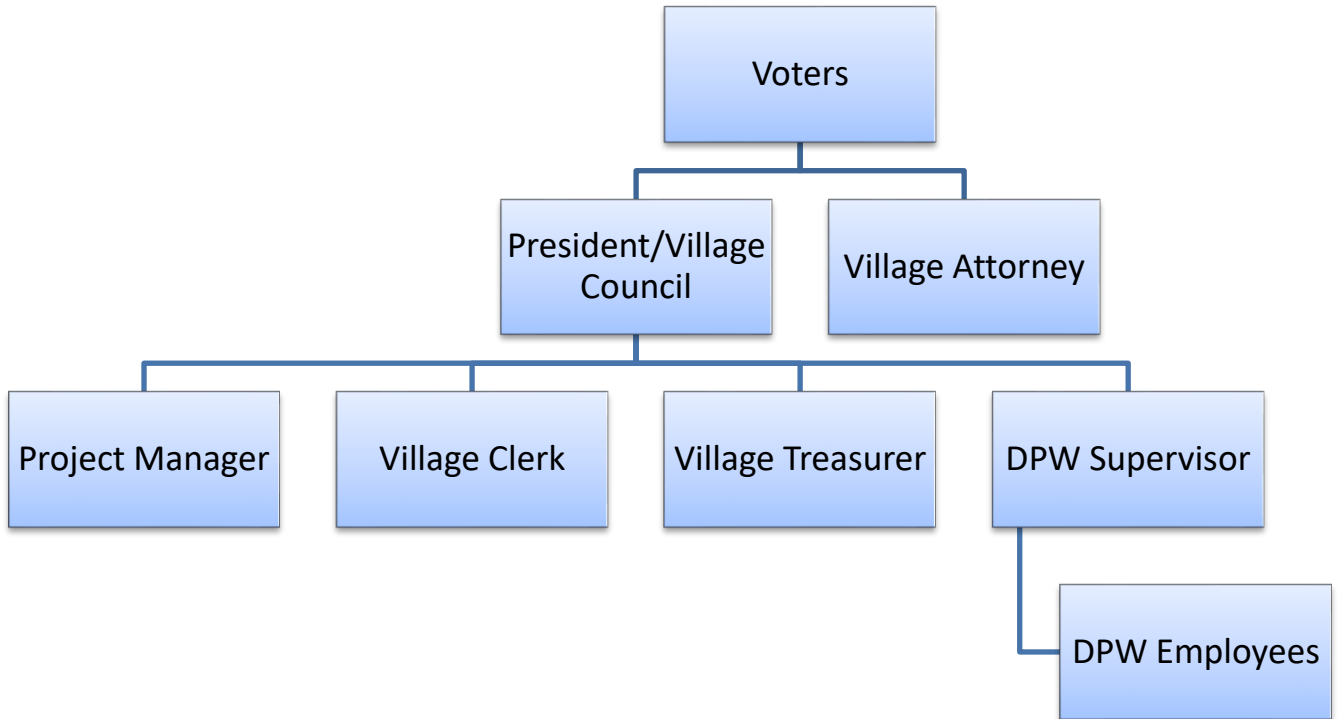 Voters
President/Village
Council
Village Attorney
Project Manager
Village Clerk
Village Treasurer
DPW Supervisor
DPW Employees